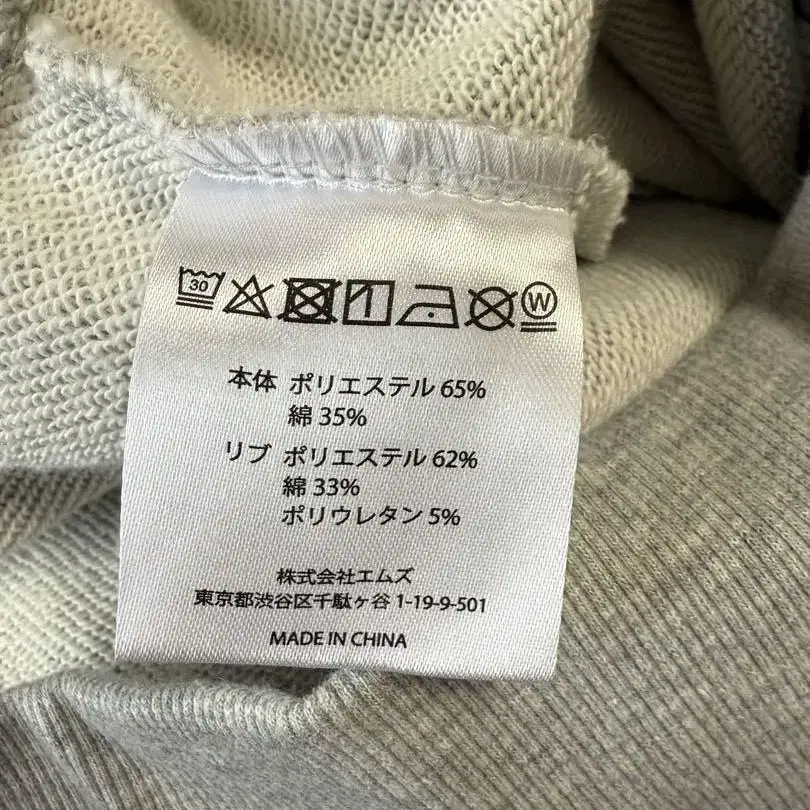 30 W
本体 ポリエステル 65%
綿 35%
リブ ポリエステル 62%
綿 33%
ポリウレタン 5%
株式会社エムズ
東京都渋谷区千駄ヶ谷 1-19-9-501
MADE IN CHINA